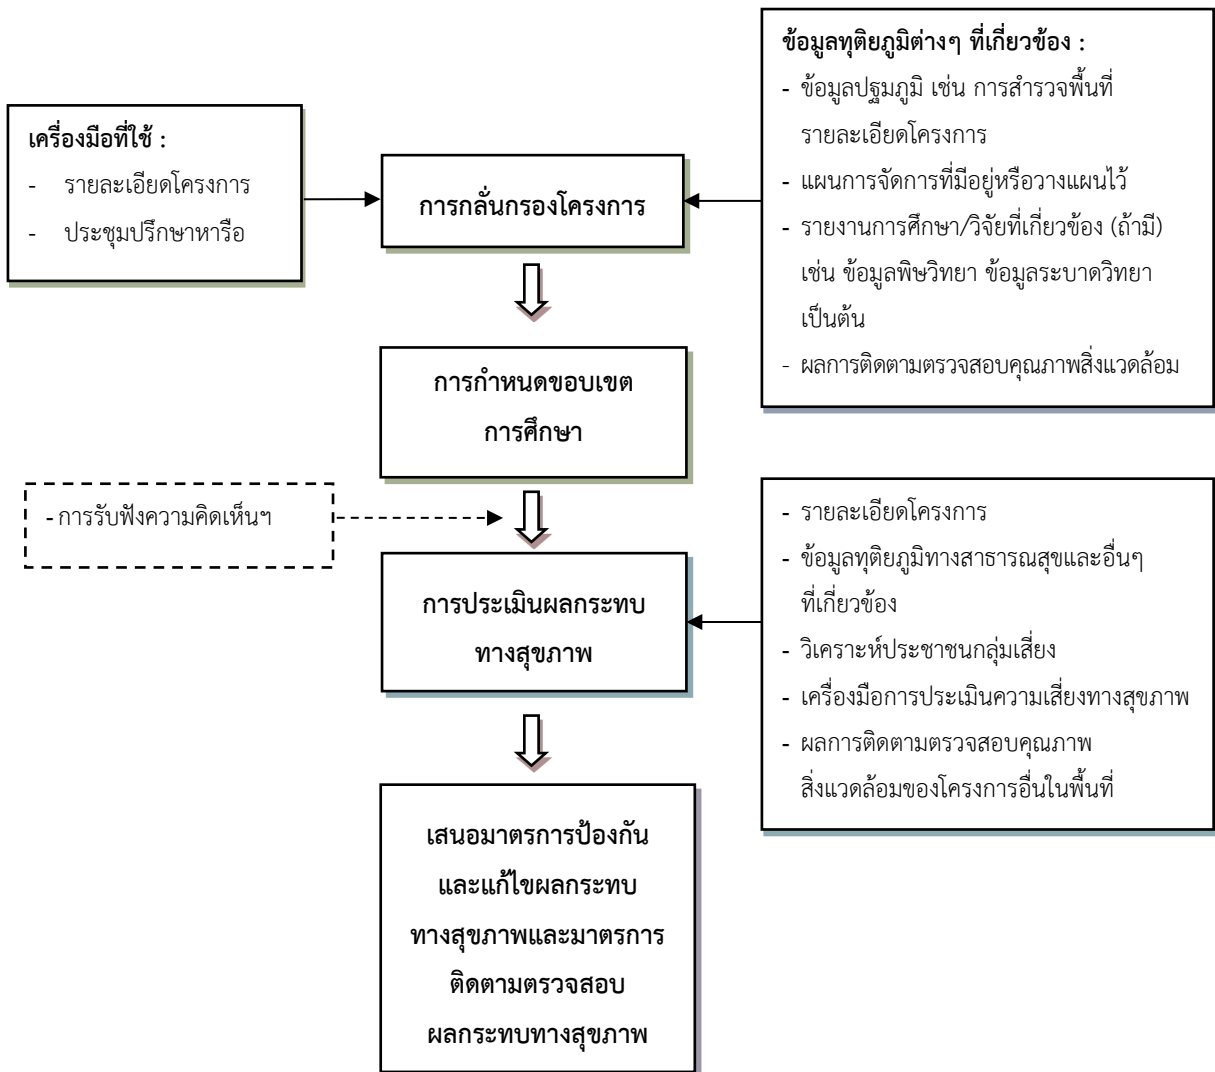 เครื่องมือที่ใช้ :
- รายละเอียดโครงการ
- ประชุมปรึกษาหารือ
การกลั่นกรองโครงการ
ข้อมูลทุติยภูมิต่างๆ ที่เกี่ยวข้อง :
- ข้อมูลปฐมภูมิ เช่น การสำรวจพื้นที่
รายละเอียดโครงการ
- แผนการจัดการที่มีอยู่หรือวางแผนไว้
- รายงานการศึกษา/วิจัยที่เกี่ยวข้อง (ถ้ามี)
เช่น ข้อมูลพิษวิทยา ข้อมูลระบาดวิทยา
เป็นต้น
- ผลการติดตามตรวจสอบคุณภาพสิ่งแวดล้อม
การกำหนดขอบเขต
การศึกษา
- การรับฟังความคิดเห็นฯ
การประเมินผลกระทบ
ทางสุขภาพ
- รายละเอียดโครงการ
- ข้อมูลทุติยภูมิทางสาธารณสุขและอื่นๆ
ที่เกี่ยวข้อง
- วิเคราะห์ประชาชนกลุ่มเสี่ยง
- เครื่องมือการประเมินความเสี่ยงทางสุขภาพ
- ผลการติดตามตรวจสอบคุณภาพ
สิ่งแวดล้อมของโครงการอื่นในพื้นที่
เสนอมาตรการป้องกัน
และแก้ไขผลกระทบ
ทางสุขภาพและมาตรการ
ติดตามตรวจสอบ
ผลกระทบทางสุขภาพ